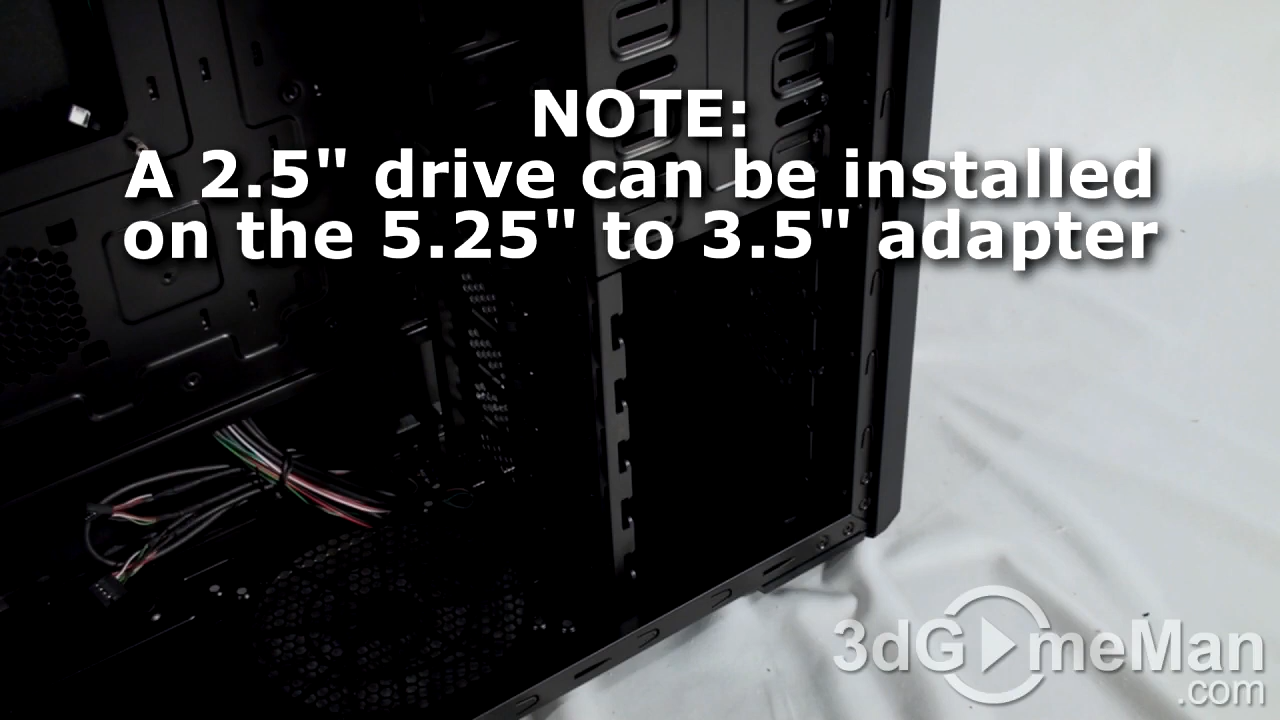 NOTE:
A 2.5" drive can be installed
on the 5.25" to 3.5" adapter
3dGameMan
.com